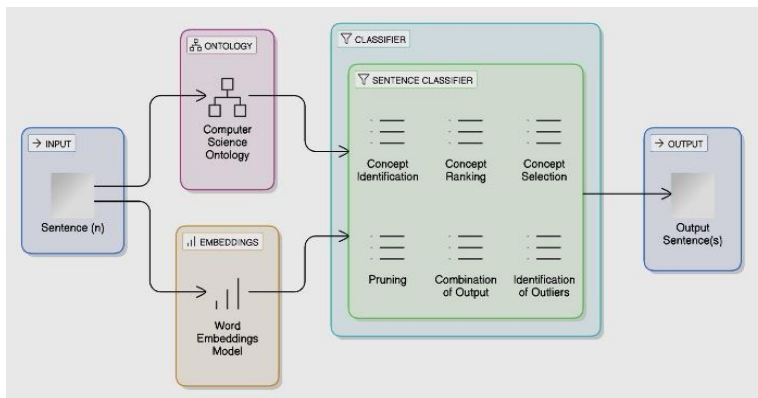 INPUT
Sentence (n)
ONTOLOGY
Computer
Science
Ontology
EMBEDDINGS
Word
Embeddings
Model
CLASSIFIER
SENTENCE CLASSIFIER
Concept
Identification
Concept
Ranking
Concept
Selection
Pruning
Combination
of Output
Identification
of Outliers
OUTPUT
Output
Sentence(s)